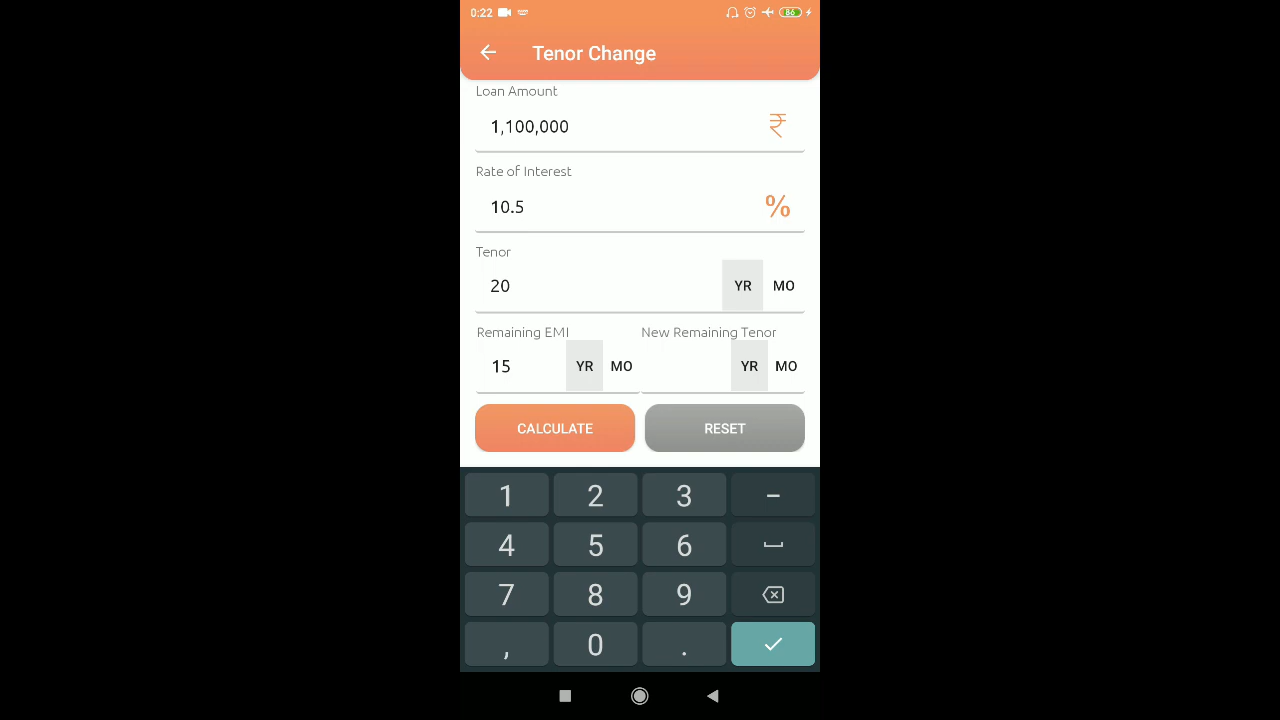 0:22 86
Tenor Change
Loan Amount
1,100,000 ₹
Rate of Interest
10.5 %
Tenor
20 YR MO
Remaining EMI New Remaining Tenor
15 YR MO YR MO
CALCULATE RESET
1 2 3 -
4 5 6
7 8 9
, 0 .